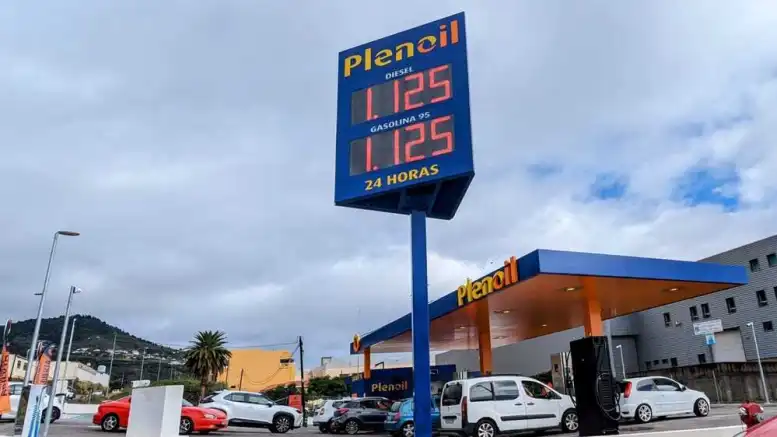 Plenoil
DIESEL
1.125
GASOLINA 95
1.125
24 HORAS
Plenoil
PLENOIL